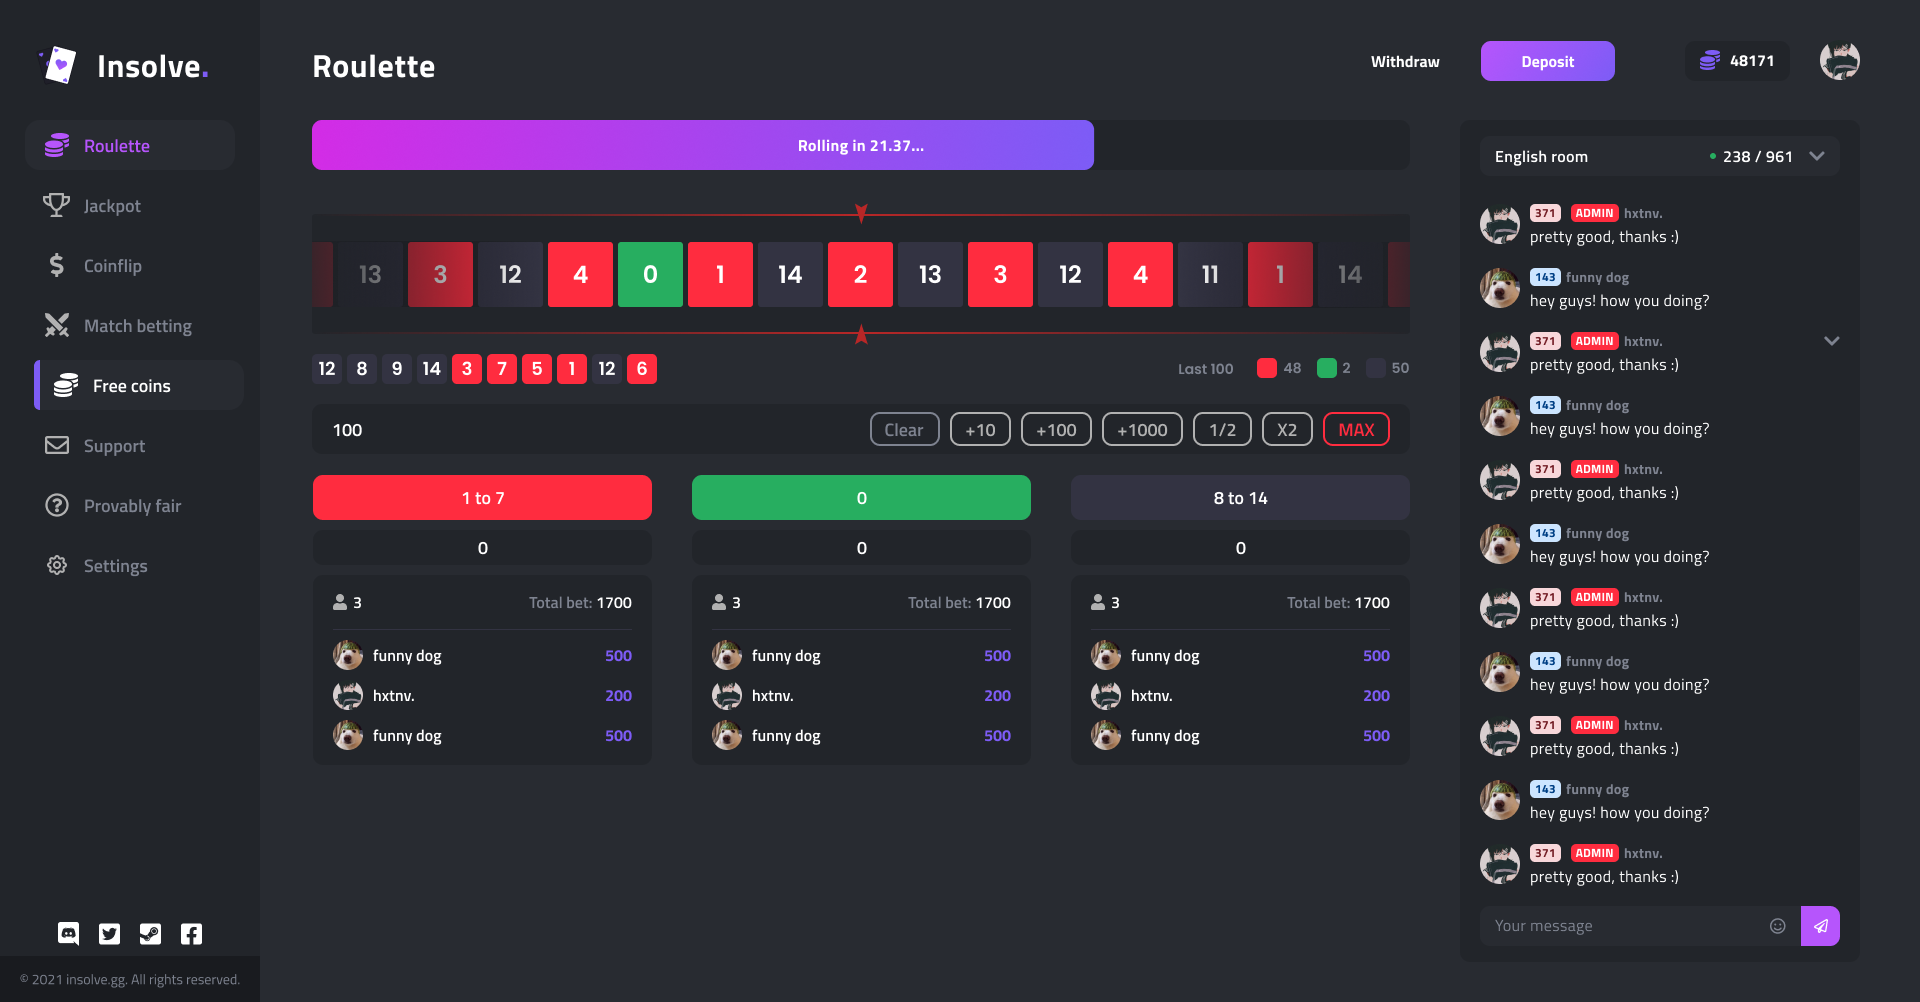 Insolve.
Roulette
Jackpot
Coinflip
Match betting
Free coins
Support
Provably fair
Settings
© 2021 insolve.gg. All rights reserved.
Roulette
Withdraw
Deposit
48171
Rolling in 21.37...
13 3 12 4 0 1 14 2 13 3 12 4 11 1 14
12 8 9 14 3 7 5 1 12 6
Last 100 48 2 50
100
Clear +10 +100 +1000 1/2 X2 MAX
1 to 7
0
3 Total bet: 1700
funny dog 500
hxtnv. 200
funny dog 500
0
0
3 Total bet: 1700
funny dog 500
hxtnv. 200
funny dog 500
8 to 14
0
3 Total bet: 1700
funny dog 500
hxtnv. 200
funny dog 500
English room 238 / 961
371 ADMIN hxtnv.
pretty good, thanks :)
143 funny dog
hey guys! how you doing?
371 ADMIN hxtnv.
pretty good, thanks :)
143 funny dog
hey guys! how you doing?
371 ADMIN hxtnv.
pretty good, thanks :)
143 funny dog
hey guys! how you doing?
371 ADMIN hxtnv.
pretty good, thanks :)
143 funny dog
hey guys! how you doing?
371 ADMIN hxtnv.
pretty good, thanks :)
143 funny dog
hey guys! how you doing?
371 ADMIN hxtnv.
pretty good, thanks :)
Your message